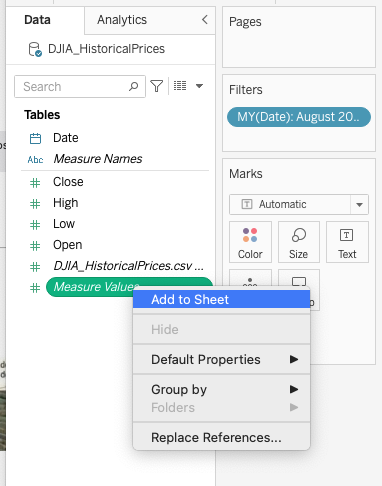 Data
Analytics
Pages
DJIA_HistoricalPrices
Search
Filters
MY(Date): August 20..
Tables
Date
Abc Measure Names
Close
High
Low
Open
DJIA_HistoricalPrices.csv ...
Measure Values
Marks
Automatic
Color
Size
Text
Add to Sheet
Hide
Default Properties
Group by
Folders
Replace References...